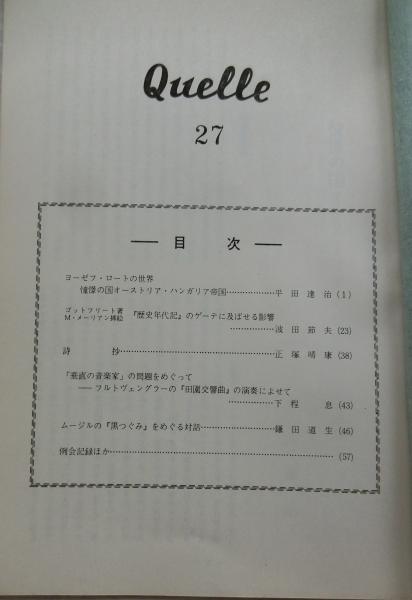 Quelle
27
── 目 次 ──
ヨーゼフ・ロートの世界
憧憬の国オーストリア・ハンガリア帝国………………平田達治(1)
ゴットフリート著
M・メーリアン挿絵 『歴史年代記』のゲーテに及ぼせる影響
………………波田節夫(23)
詩 抄………………正塚晴康(38)
「垂直の音楽家」の問題をめぐって
──フルトヴェングラーの『田園交響曲』の演奏によせて
………………下程息(43)
ムージルの『黒つぐみ』をめぐる対話………………鎌田道生(46)
例会記録ほか………………(57)